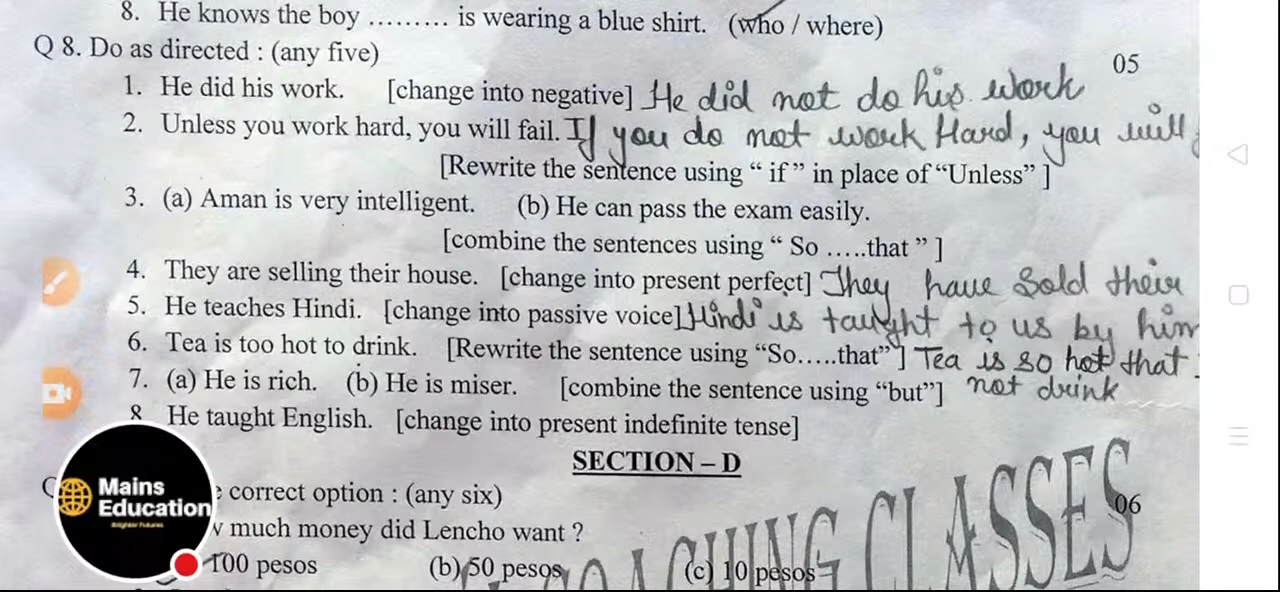 8. He knows the boy ......... is wearing a blue shirt. (who / where)
Q 8. Do as directed : (any five) 05
1. He did his work. [change into negative] He did not do his work
2. Unless you work hard, you will fail. If you do not work Hard, you will
[Rewrite the sentence using “ if ” in place of “Unless” ]
3. (a) Aman is very intelligent. (b) He can pass the exam easily.
[combine the sentences using “ So .....that ” ]
4. They are selling their house. [change into present perfect] They have Sold their
5. He teaches Hindi. [change into passive voice] Hindi is taught to us by him
6. Tea is too hot to drink. [Rewrite the sentence using “So.....that” ] Tea is so hot that
7. (a) He is rich. (b) He is miser. [combine the sentence using “but”] not drink
8 He taught English. [change into present indefinite tense]
SECTION – D
correct option : (any six) 06
much money did Lencho want ?
100 pesos (b) 50 pesos (c) 10 pesos
COACHING CLASSES
Mains
Education
Brighter Futures